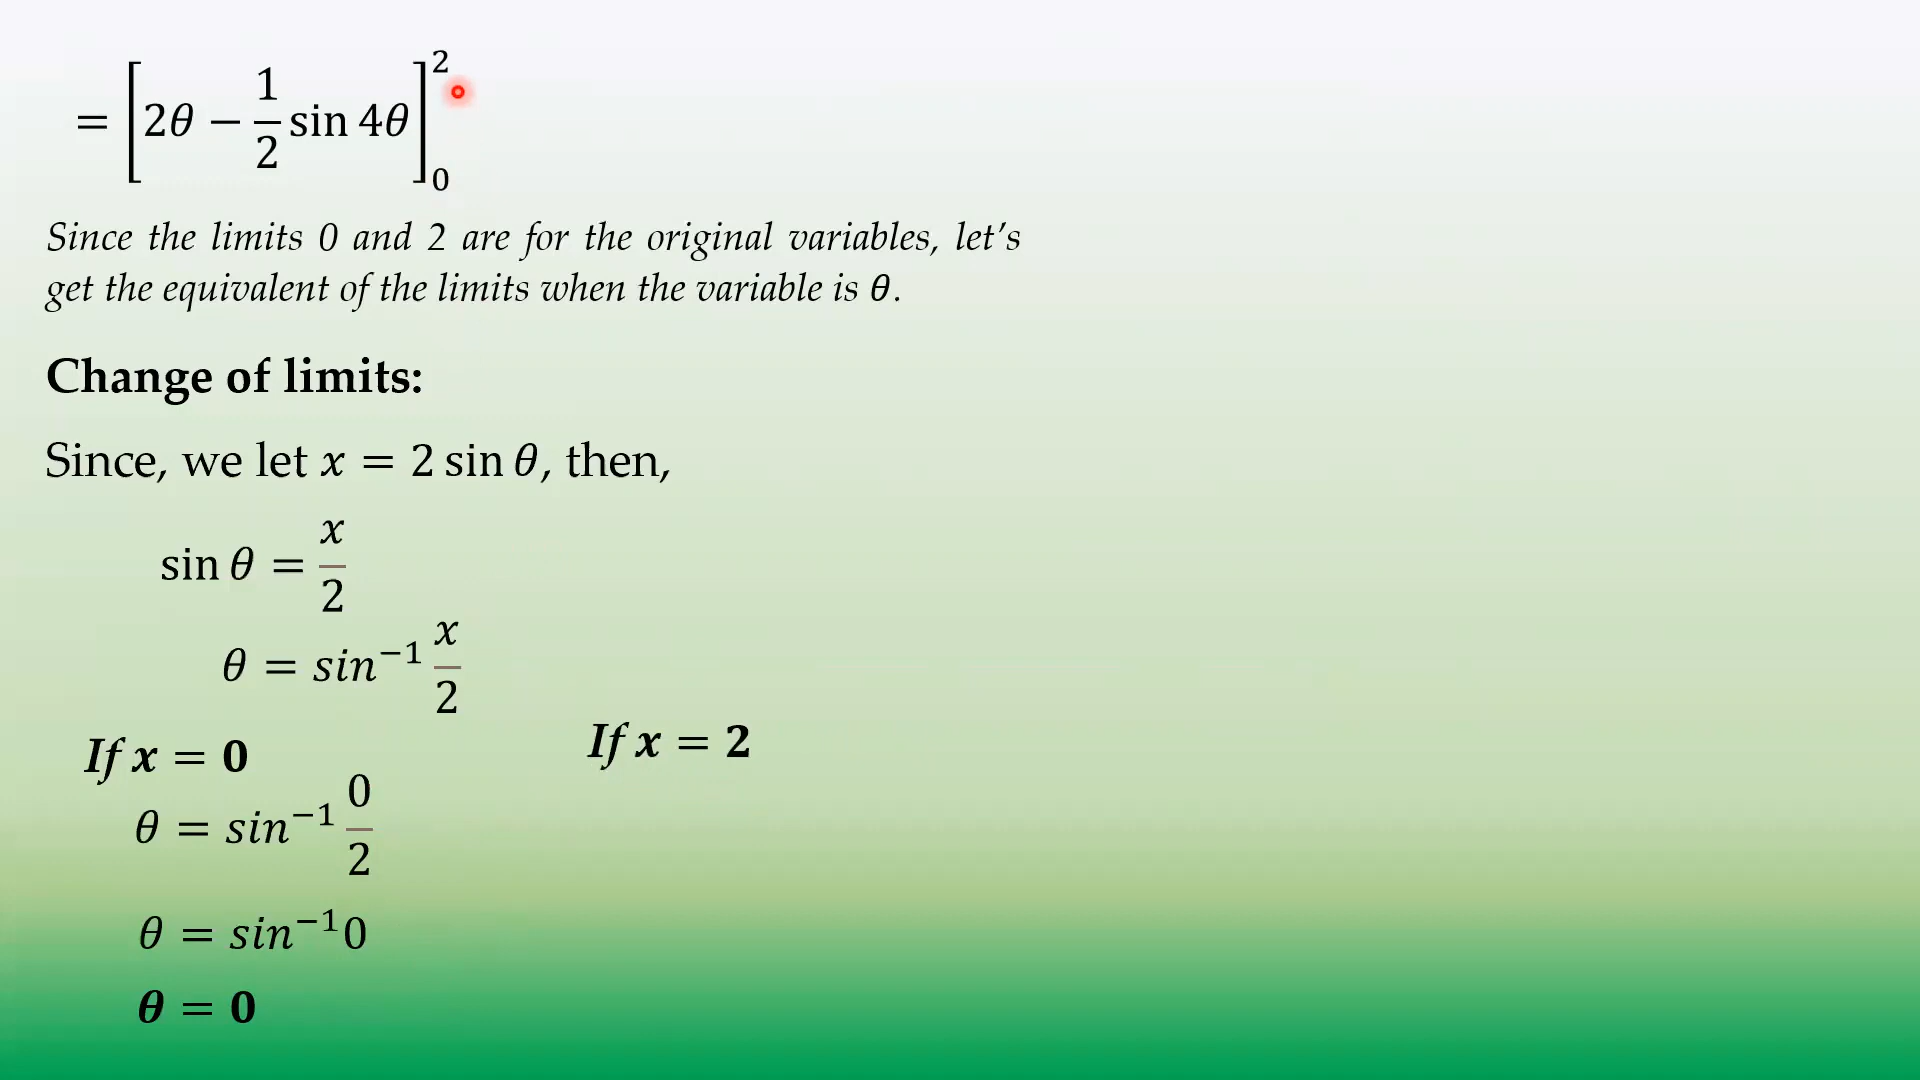 = [2θ − 1/2 sin 4θ]₀²
Since the limits 0 and 2 are for the original variables, let's
get the equivalent of the limits when the variable is θ.
Change of limits:
Since, we let x = 2 sin θ, then,
sin θ = x/2
θ = sin⁻¹ x/2
If x = 0
θ = sin⁻¹ 0/2
θ = sin⁻¹0
θ = 0
If x = 2